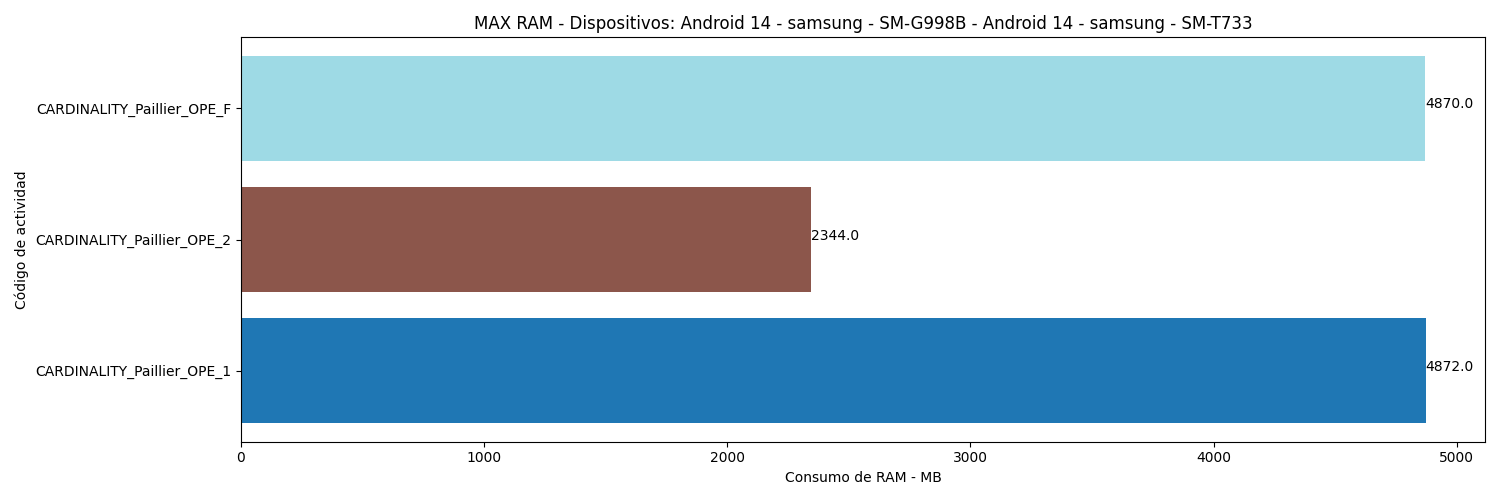 MAX RAM - Dispositivos: Android 14 - samsung - SM-G998B - Android 14 - samsung - SM-T733
Código de actividad
CARDINALITY_Paillier_OPE_F
4870.0
CARDINALITY_Paillier_OPE_2
2344.0
CARDINALITY_Paillier_OPE_1
4872.0
0 1000 2000 3000 4000 5000
Consumo de RAM - MB